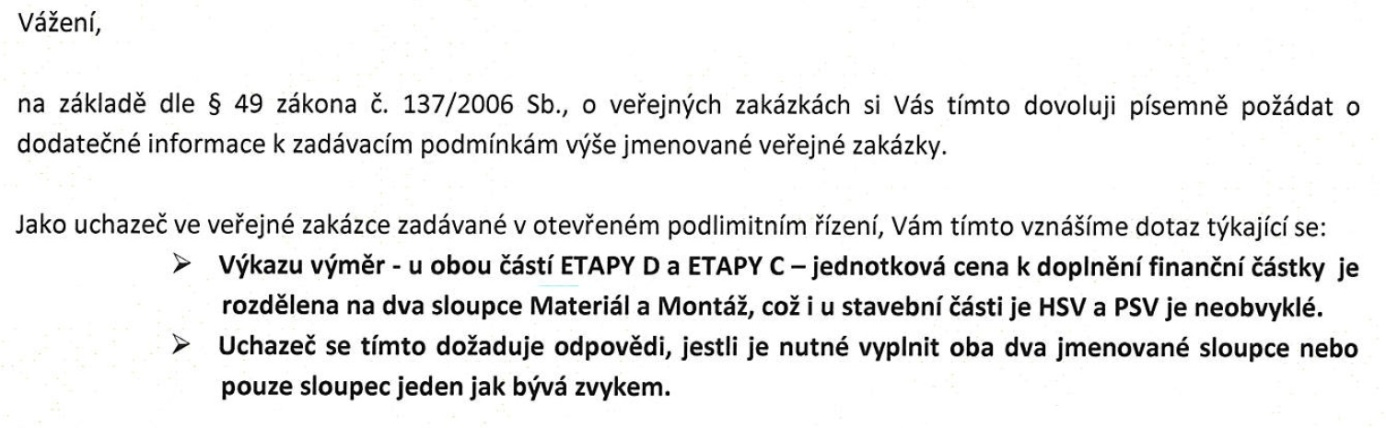 Vážení,
na základě dle § 49 zákona č. 137/2006 Sb., o veřejných zakázkách si Vás tímto dovoluji písemně požádat o
dodatečné informace k zadávacím podmínkám výše jmenované veřejné zakázky.
Jako uchazeč ve veřejné zakázce zadávané v otevřeném podlimitním řízení, Vám tímto vznášíme dotaz týkající se:
➢ Výkazu výměr - u obou částí ETAPY D a ETAPY C – jednotková cena k doplnění finanční částky je
rozdělena na dva sloupce Materiál a Montáž, což i u stavební části je HSV a PSV je neobvyklé.
➢ Uchazeč se tímto dožaduje odpovědi, jestli je nutné vyplnit oba dva jmenované sloupce nebo
pouze sloupec jeden jak bývá zvykem.